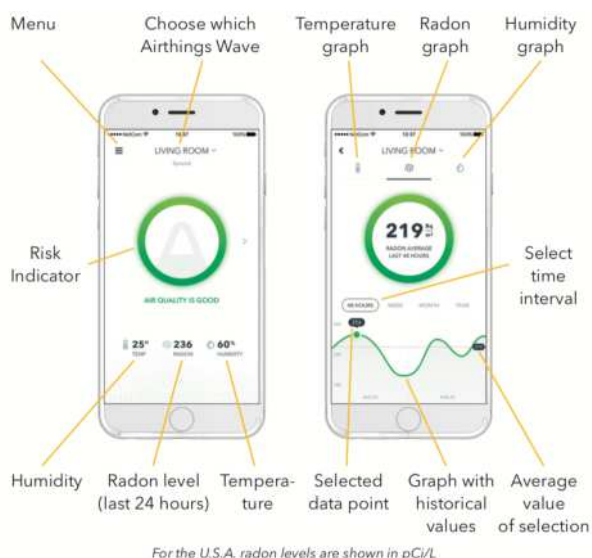 Menu
Choose which
Airthings Wave
Temperature
graph
Radon
graph
Humidity
graph
100%
LIVING ROOM
Synced
AIR QUALITY IS GOOD
25°
TEMP
236
RADON
60%
HUMIDITY
Risk
Indicator
LIVING ROOM
219
RADON AVERAGE
LAST 48 HOURS
48 HOURS
WEEK
MONTH
YEAR
Select
time
interval
Humidity
Radon level
(last 24 hours)
Tempera-
ture
Selected
data point
Graph with
historical
values
Average
value
of selection
For the U.S.A. radon levels are shown in pCi/L